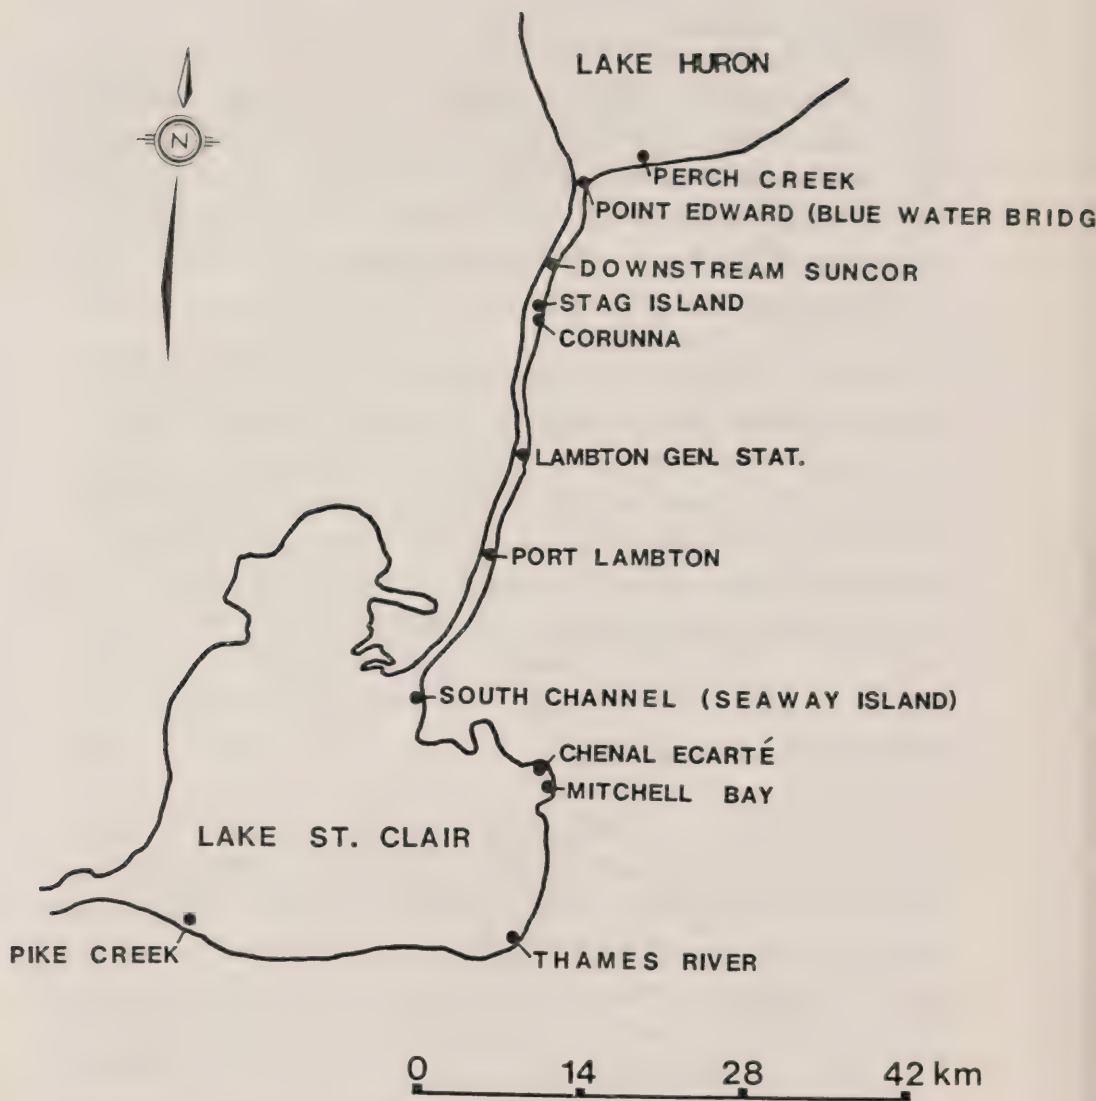 LAKE HURON
N
PERCH CREEK
POINT EDWARD (BLUE WATER BRIDG
DOWNSTREAM SUNCOR
STAG ISLAND
CORUNNA
LAMBTON GEN. STAT.
PORT LAMBTON
SOUTH CHANNEL (SEAWAY ISLAND)
CHENAL ECARTÉ
MITCHELL BAY
LAKE ST. CLAIR
PIKE CREEK
THAMES RIVER
0 14 28 42 km